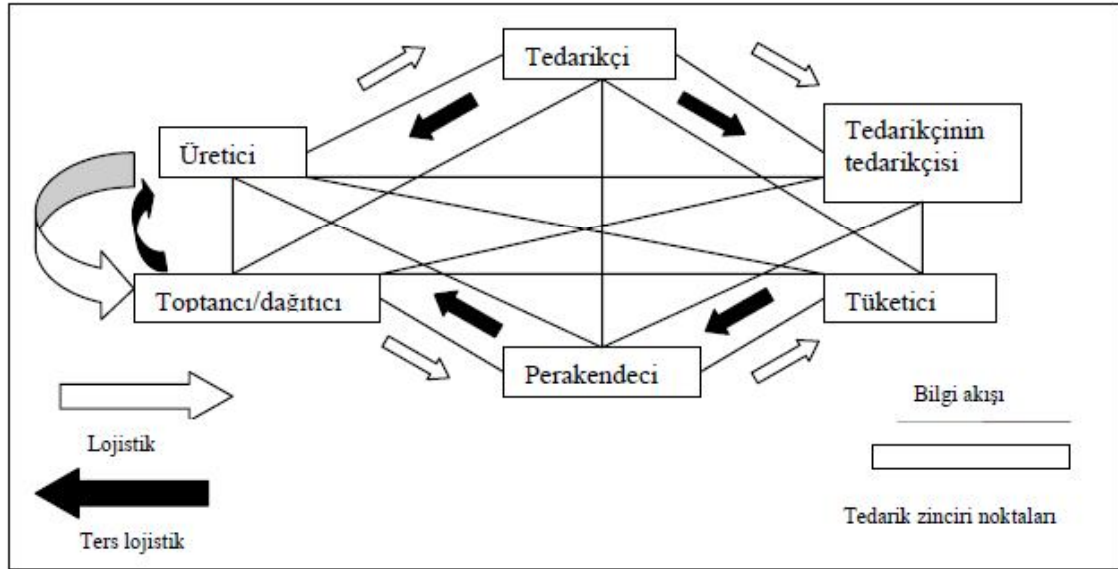 Tedarikçi
Tedarikçinin
tedarikçisi
Üretici
Toptancı/dağıtıcı
Tüketici
Perakendeci
Bilgi akışı
Lojistik
Tedarik zinciri noktaları
Ters lojistik